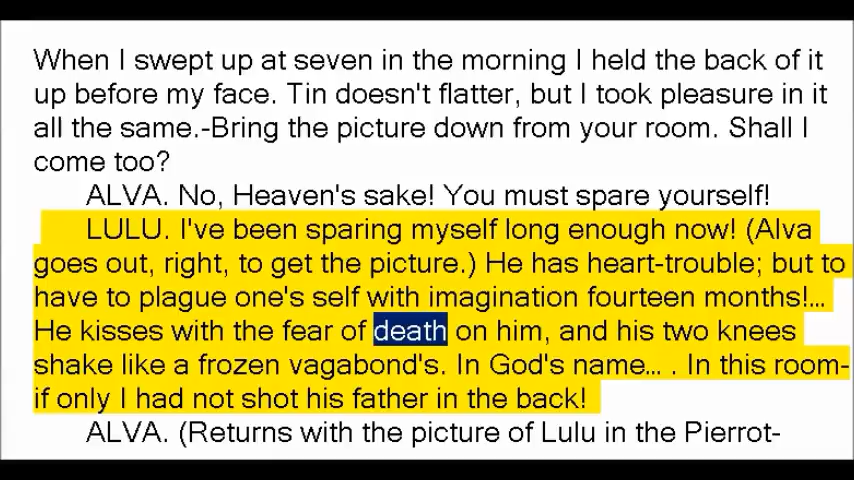 When I swept up at seven in the morning I held the back of it
up before my face. Tin doesn't flatter, but I took pleasure in it
all the same.-Bring the picture down from your room. Shall I
come too?
ALVA. No, Heaven's sake! You must spare yourself!
LULU. I've been sparing myself long enough now! (Alva
goes out, right, to get the picture.) He has heart-trouble; but to
have to plague one's self with imagination fourteen months!...
He kisses with the fear of death on him, and his two knees
shake like a frozen vagabond's. In God's name... . In this room-
if only I had not shot his father in the back!
ALVA. (Returns with the picture of Lulu in the Pierrot-